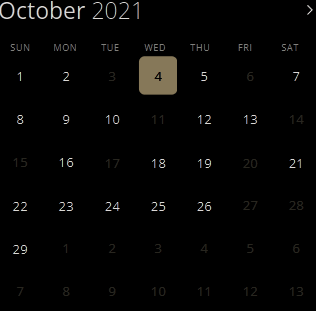 October 2021
SUN MON TUE WED THU FRI SAT
1 2 3 4 5 6 7
8 9 10 11 12 13 14
15 16 17 18 19 20 21
22 23 24 25 26 27 28
29 1 2 3 4 5 6
7 8 9 10 11 12 13